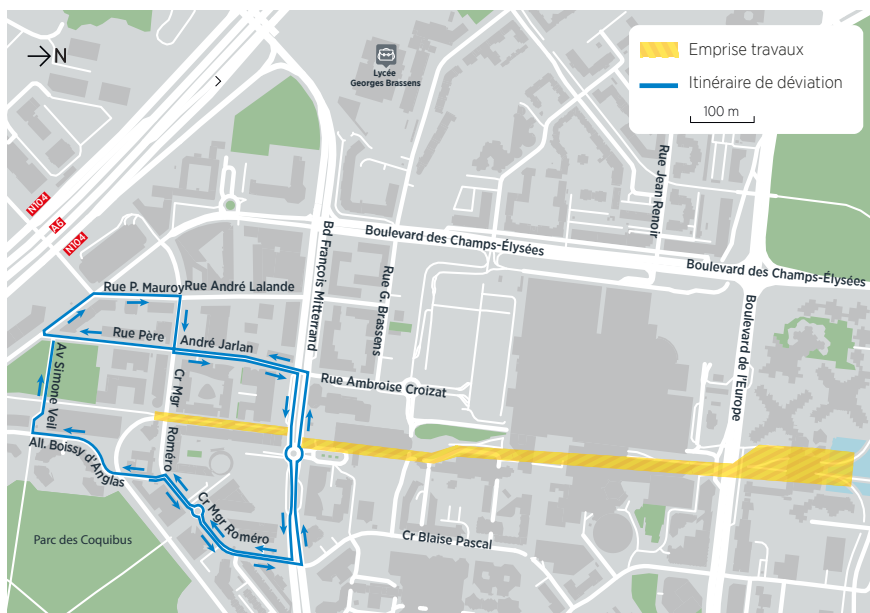 N
Lycée
Georges Brassens
Emprise travaux
Itinéraire de déviation
100 m
Rue Jean Renoir
N104
A6
N104
Bd François Mitterrand
Boulevard des Champs-Élysées
Boulevard des Champs-Élysées
Rue G. Brassens
Rue P. Mauroy
Rue André Lalande
Boulevard de l'Europe
Rue Père
André Jarlan
Av Simone Veil
Cr Mgr
Roméro
Rue Ambroise Croizat
All. Boissy d'Anglas
Cr Mgr Roméro
Cr Blaise Pascal
Parc des Coquibus